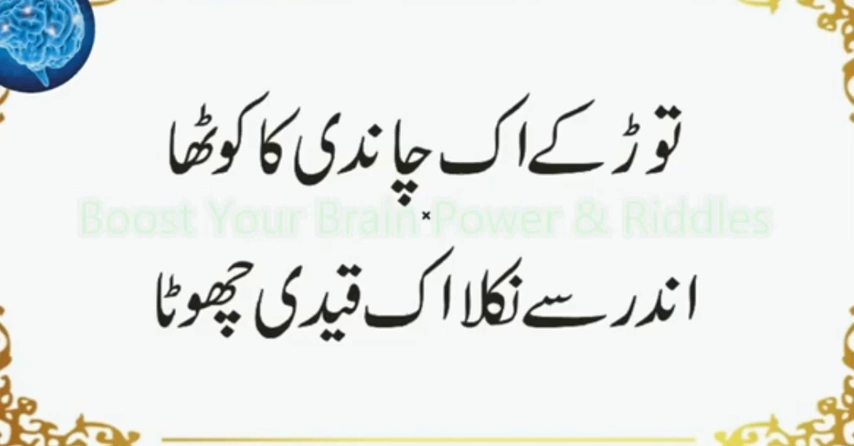 توڑ کے اک چاندی کا کوٹھا
Boost Your Brain Power & Riddles
اندر سے نکلا اک قیدی چھوٹا